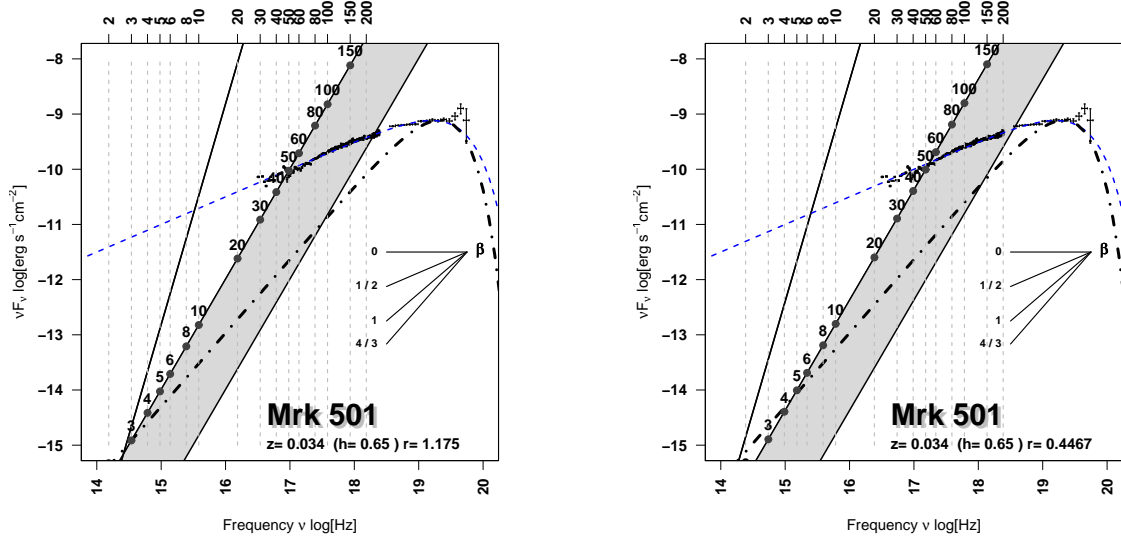 2 3 4 5 6 8 10 20 30 40 50 60 80 100 150 200
−8
−9
−10
−11
−12
−13
−14
−15
νFν log[erg s−1 cm−2]
150
100
80
60
50
40
30
20
10
8
6
5
4
3
0
1 / 2
1
4 / 3
β
Mrk 501
z= 0.034 (h= 0.65 ) r= 1.175
14 15 16 17 18 19 20
Frequency ν log[Hz]
2 3 4 5 6 8 10 20 30 40 50 60 80 100 150 200
−8
−9
−10
−11
−12
−13
−14
−15
νFν log[erg s−1 cm−2]
150
100
80
60
50
40
30
20
10
8
6
5
4
3
0
1 / 2
1
4 / 3
β
Mrk 501
z= 0.034 (h= 0.65 ) r= 0.4467
14 15 16 17 18 19 20
Frequency ν log[Hz]